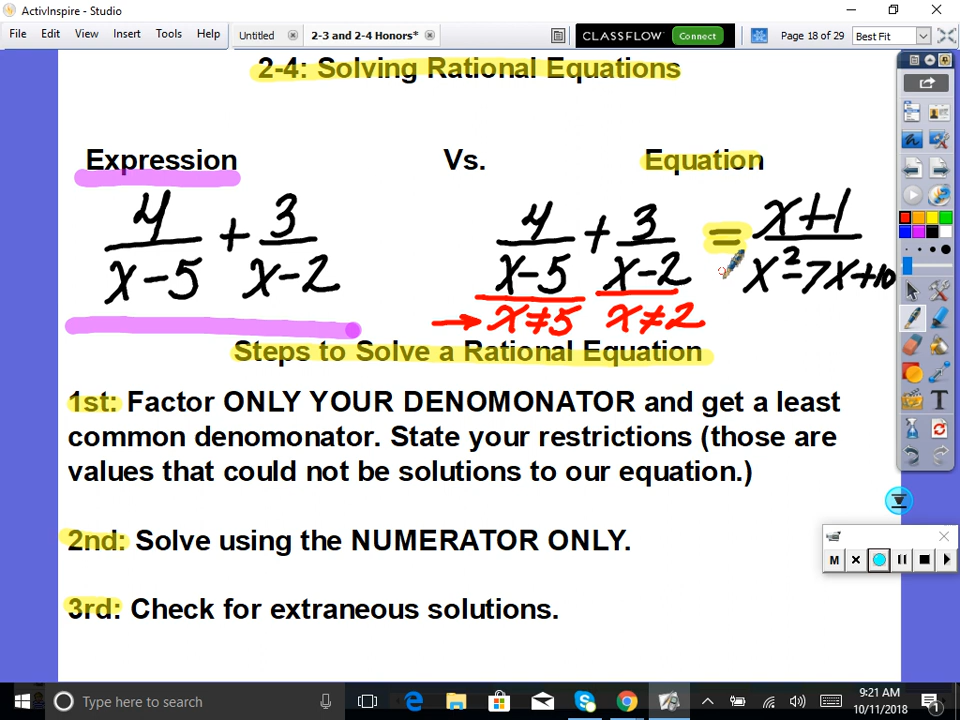 ActivInspire - Studio
File Edit View Insert Tools Help Untitled 2-3 and 2-4 Honors* CLASSFLOW Connect Page 18 of 29 Best Fit
2-4: Solving Rational Equations
Expression Vs. Equation
4/(x-5) + 3/(x-2) 4/(x-5) + 3/(x-2) = (x+1)/(x²-7x+10)
→ x≠5 x≠2
Steps to Solve a Rational Equation
1st: Factor ONLY YOUR DENOMONATOR and get a least
common denomonator. State your restrictions (those are
values that could not be solutions to our equation.)
2nd: Solve using the NUMERATOR ONLY.
M
3rd: Check for extraneous solutions.
Type here to search
9:21 AM
10/11/2018
1